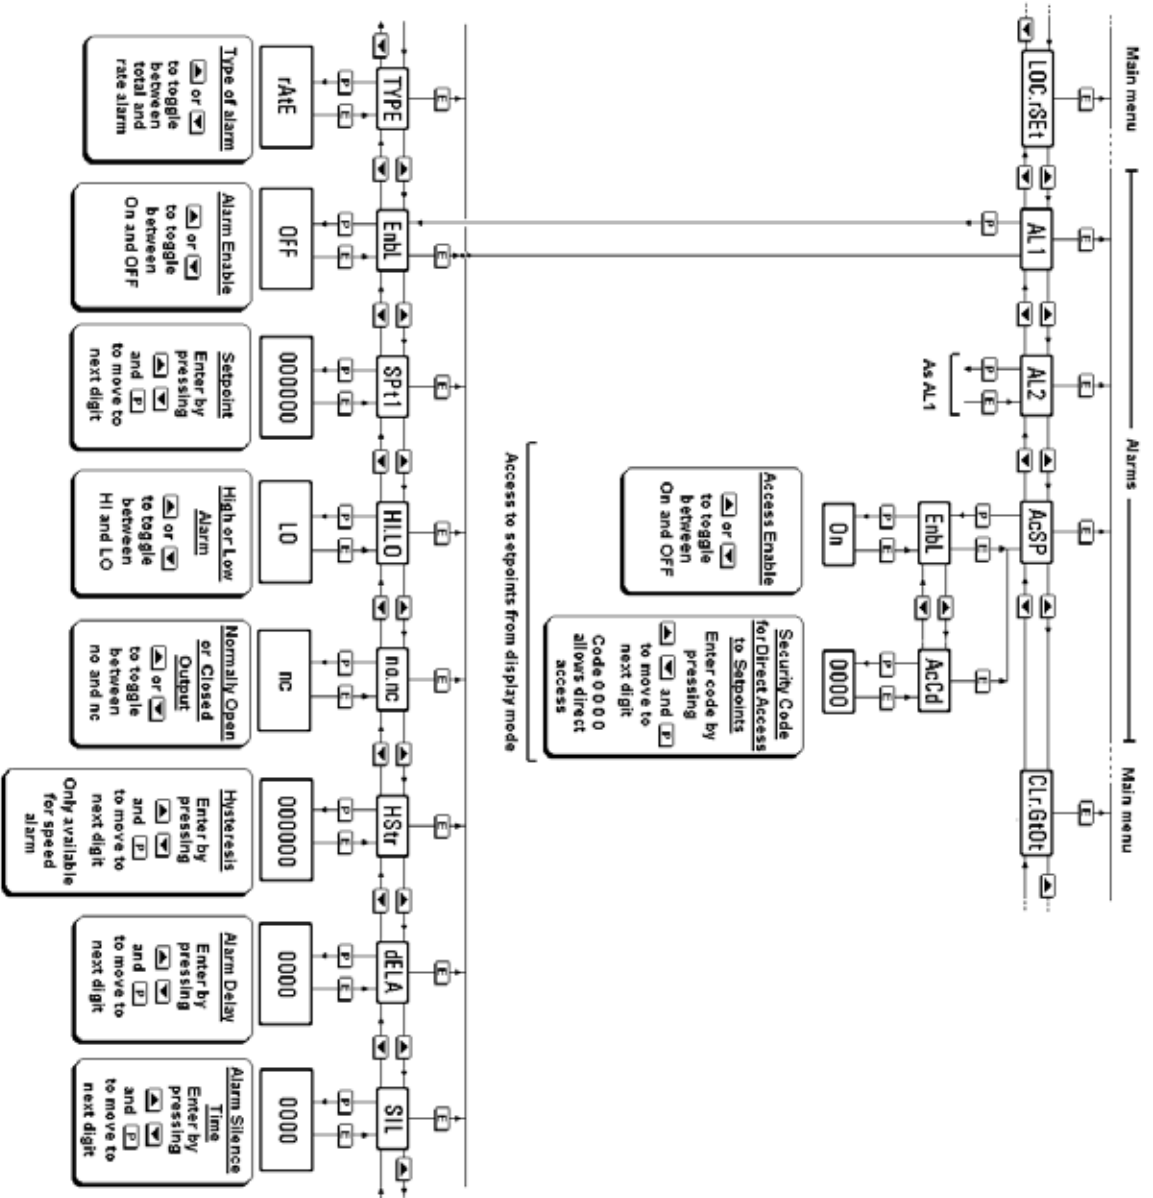 Main menu
Alarms
Main menu
E
E
E
E
E
LOC.rSEt
AL1
AL2
AcSP
CLr.GtOt
P
P
E
P
E
E
As AL1
EnbL
AcCd
P
E
P
E
On
0000
Access Enable
or
to toggle
between
On and OFF
Security Code
for Direct Access
to Setpoints
Enter code by
pressing
and P
to move to
next digit
Code 0 0 0 0
allows direct
access
Access to setpoints from display mode
E
E
E
E
E
E
E
E
TYPE
EnbL
SPt1
HI.LO
no.nc
HStr
dELA
SIL
P
E
P
E
P
E
P
E
P
E
P
E
P
E
P
E
rAtE
OFF
000000
LO
nc
000000
0000
0000
Type of alarm
or
to toggle
between
total and
rate alarm
Alarm Enable
or
to toggle
between
On and OFF
Setpoint
Enter by
pressing
and P
to move to
next digit
High or Low
Alarm
or
to toggle
between
HI and LO
Normally Open
or Closed
Output
or
to toggle
between
no and nc
Hysteresis
Enter by
pressing
and P
to move to
next digit
Only available
for speed
alarm
Alarm Delay
Enter by
pressing
and P
to move to
next digit
Alarm Silence
Time
Enter by
pressing
and P
to move to
next digit